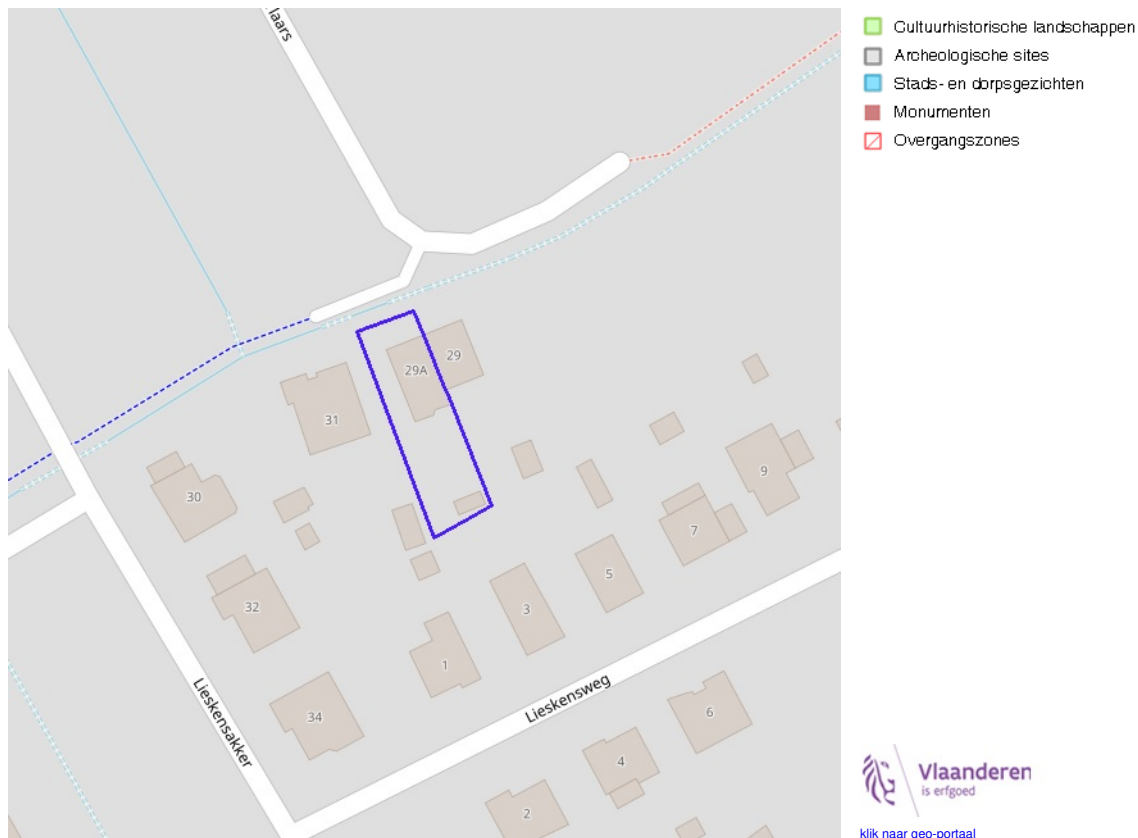 laars
Cultuurhistorische landschappen
Archeologische sites
Stads- en dorpsgezichten
Monumenten
Overgangszones
29
29A
31
30
9
7
5
32
3
1
34
Lieskensakker
Lieskensweg
6
4
2
Vlaanderen
is erfgoed
klik naar geo-portaal